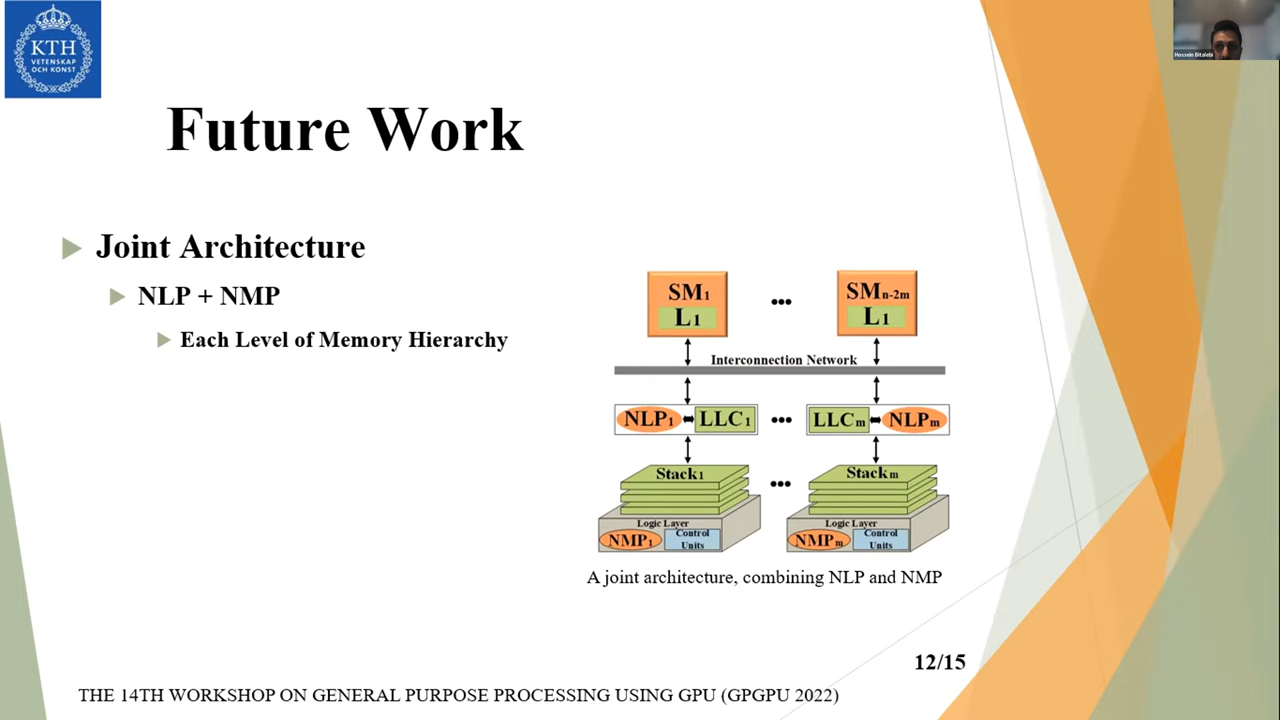 KTH
VETENSKAP
OCH KONST
Hossein Bitalebi
Future Work
Joint Architecture
NLP + NMP
Each Level of Memory Hierarchy
SM1 ••• SMn-2m
L1 L1
Interconnection Network
NLP1 LLC1 ••• LLCm NLPm
Stack1 ••• Stackm
Logic Layer Logic Layer
NMP1 Control Units NMPm Control Units
A joint architecture, combining NLP and NMP
12/15
THE 14TH WORKSHOP ON GENERAL PURPOSE PROCESSING USING GPU (GPGPU 2022)